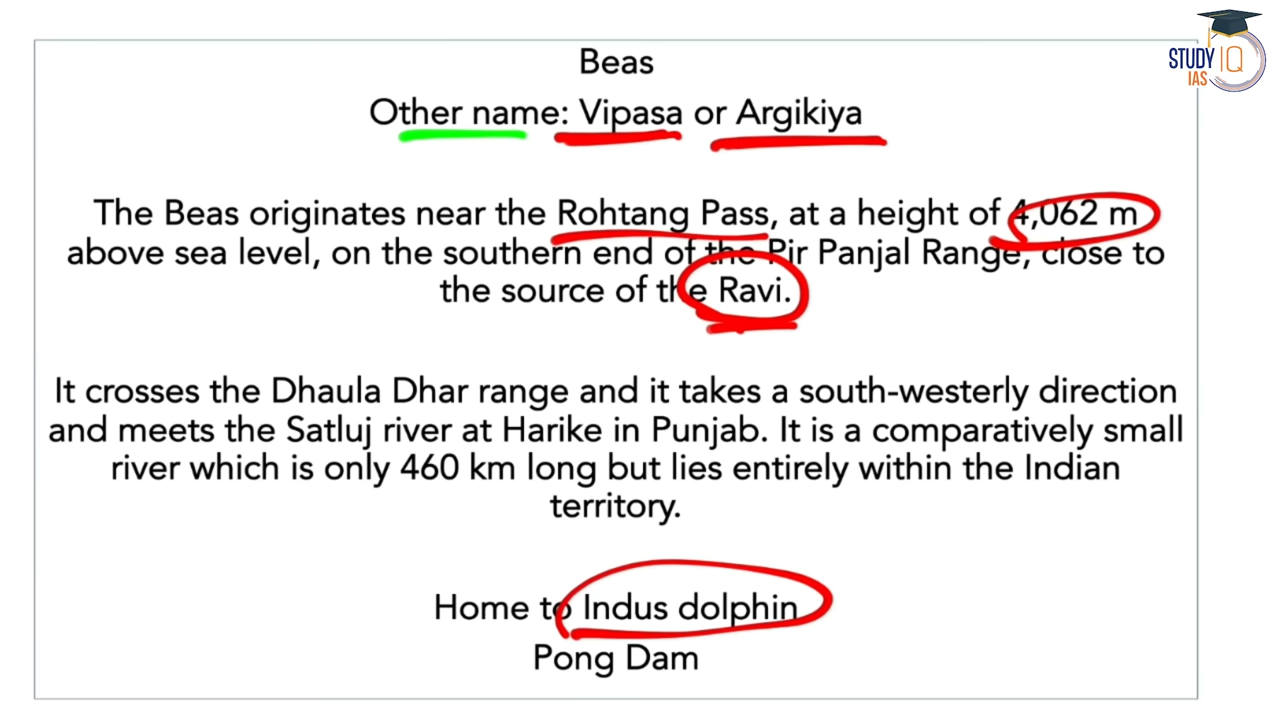 STUDY IQ
IAS
Beas
Other name: Vipasa or Argikiya
The Beas originates near the Rohtang Pass, at a height of 4,062 m
above sea level, on the southern end of the Pir Panjal Range, close to
the source of the Ravi.
It crosses the Dhaula Dhar range and it takes a south-westerly direction
and meets the Satluj river at Harike in Punjab. It is a comparatively small
river which is only 460 km long but lies entirely within the Indian
territory.
Home to Indus dolphin
Pong Dam